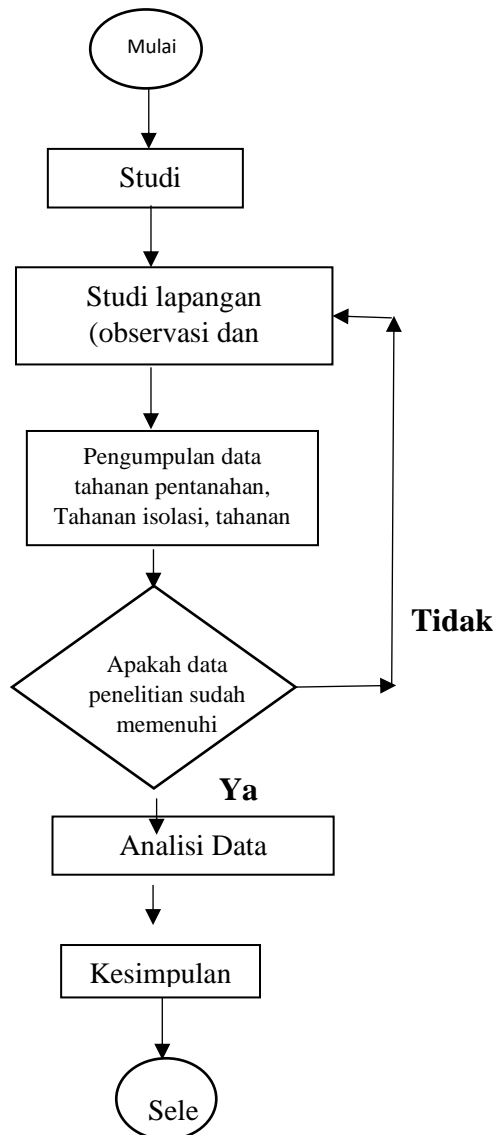 Mulai
Studi
Studi lapangan
(observasi dan
Pengumpulan data
tahanan pentanahan,
Tahanan isolasi, tahanan
Tidak
Apakah data
penelitian sudah
memenuhi
Ya
Analisi Data
Kesimpulan
Sele